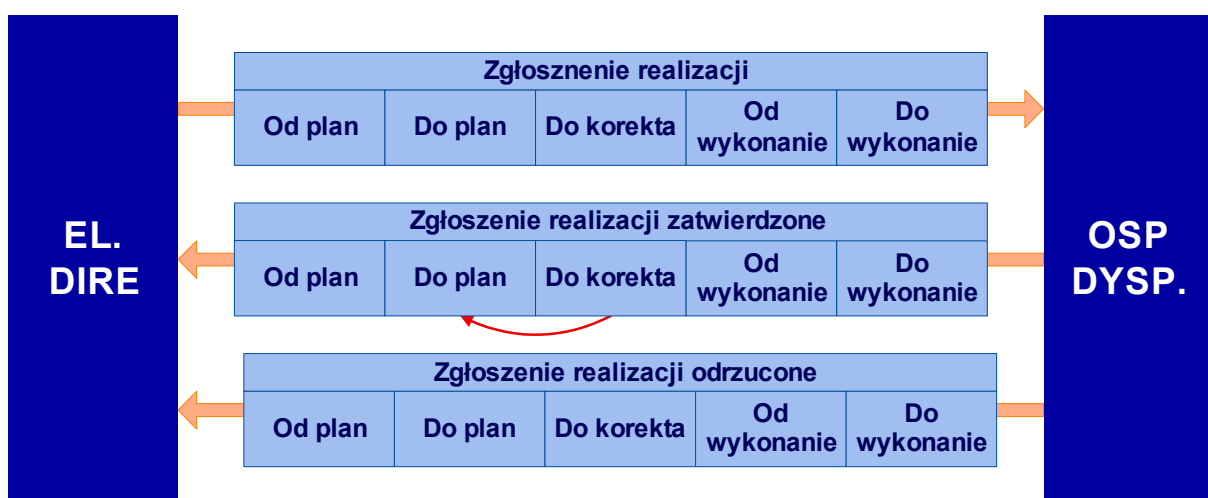 Zgłosznenie realizacji
Od plan
Do plan
Do korekta
Od
wykonanie
Do
wykonanie
EL.
DIRE
Zgłoszenie realizacji zatwierdzone
Od plan
Do plan
Do korekta
Od
wykonanie
Do
wykonanie
OSP
DYSP.
Zgłoszenie realizacji odrzucone
Od plan
Do plan
Do korekta
Od
wykonanie
Do
wykonanie